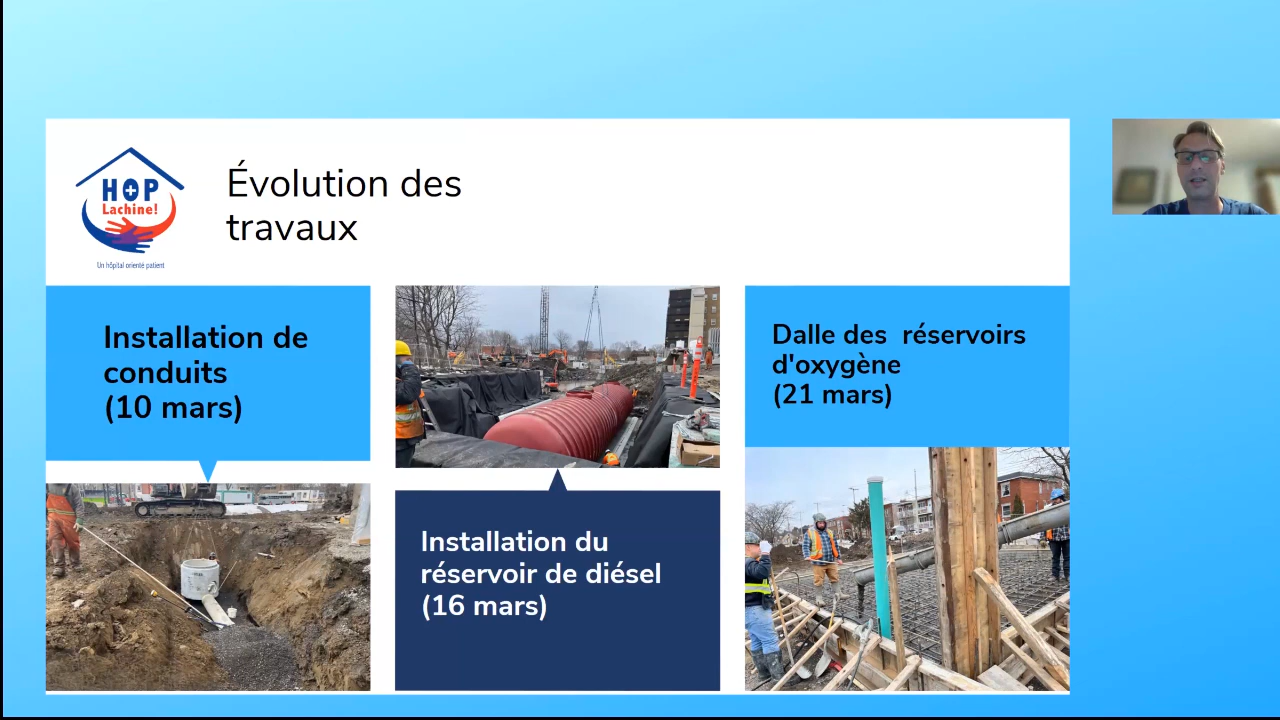 HOP
Lachine!
Un hôpital orienté patient
Évolution des
travaux
Installation de
conduits
(10 mars)
Installation du
réservoir de diésel
(16 mars)
Dalle des  réservoirs
d'oxygène
(21 mars)